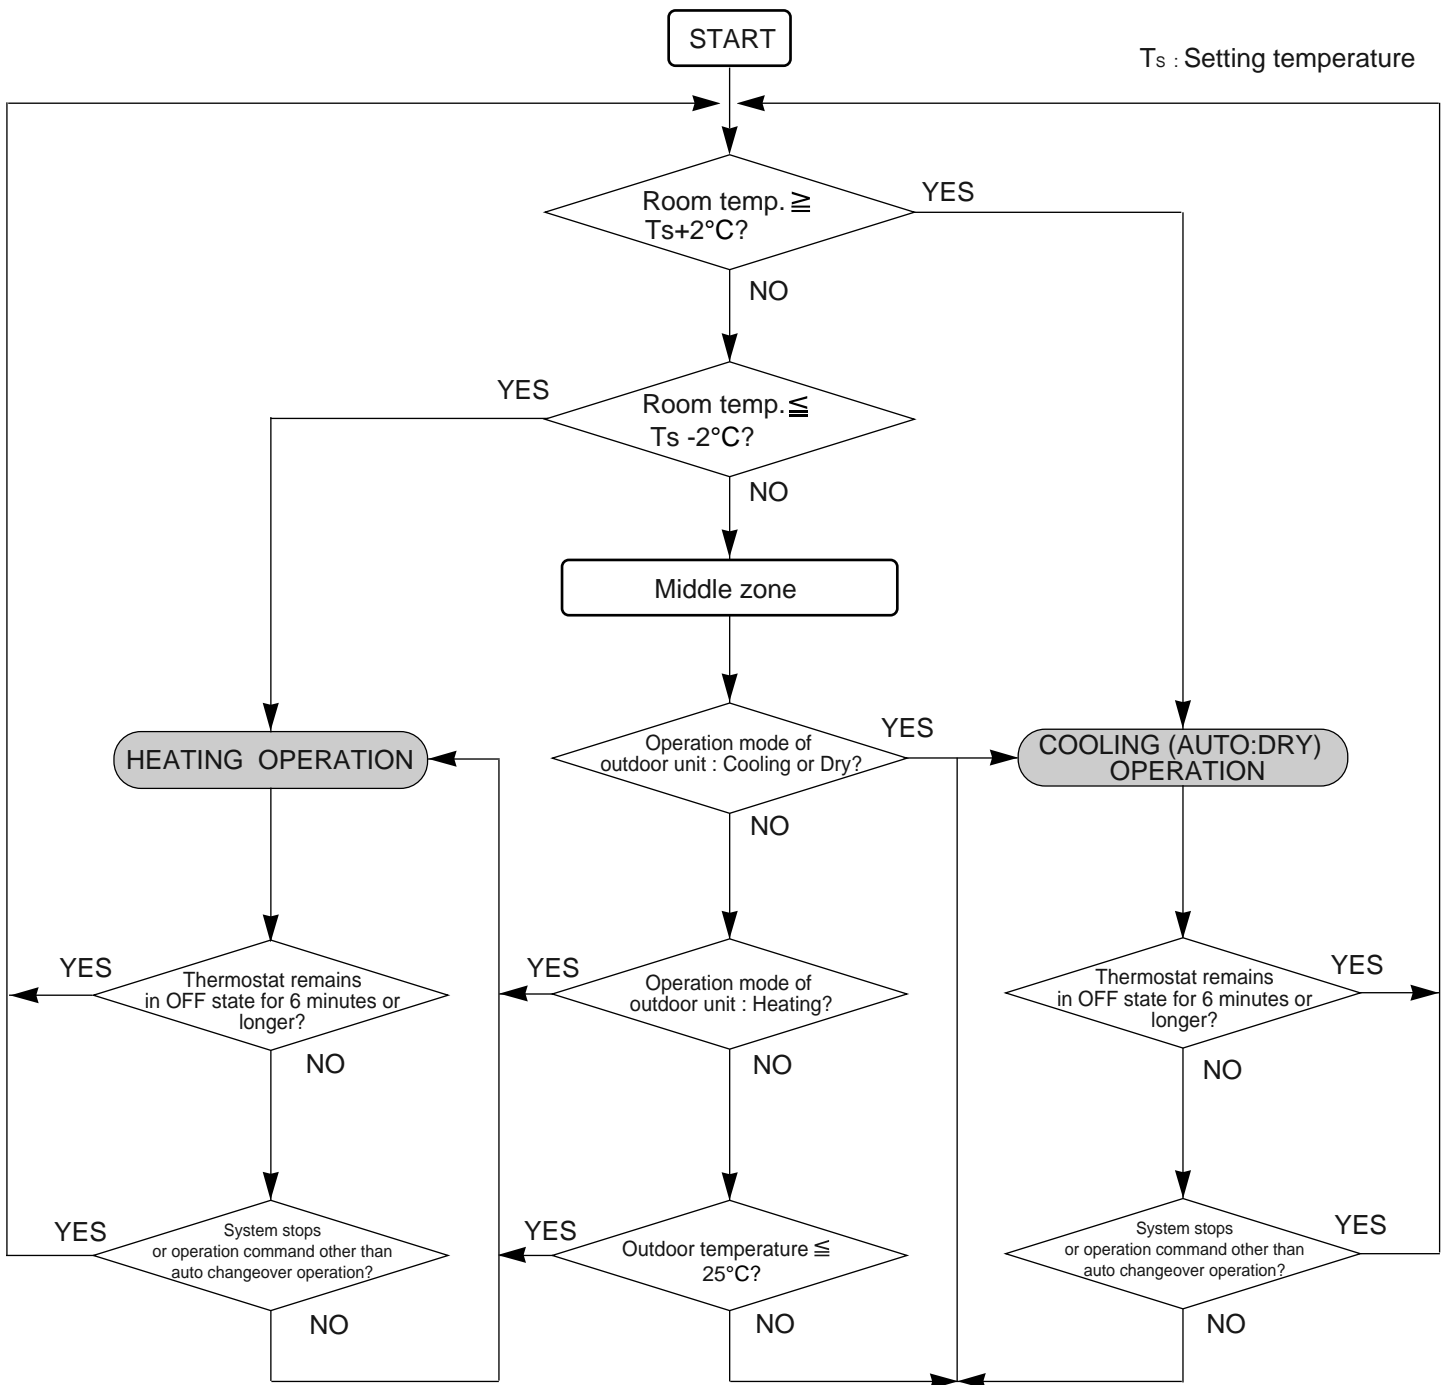 START
Ts : Setting temperature
Room temp. ≧
Ts+2°C?
YES
NO
YES
Room temp. ≦
Ts -2°C?
NO
Middle zone
HEATING OPERATION
Operation mode of
outdoor unit : Cooling or Dry?
YES
NO
COOLING (AUTO:DRY)
OPERATION
YES
Thermostat remains
in OFF state for 6 minutes or
longer?
NO
YES
Operation mode of
outdoor unit : Heating?
NO
Thermostat remains
in OFF state for 6 minutes or
longer?
YES
NO
YES
System stops
or operation command other than
auto changeover operation?
NO
YES
Outdoor temperature ≦
25°C?
NO
System stops
or operation command other than
auto changeover operation?
YES
NO